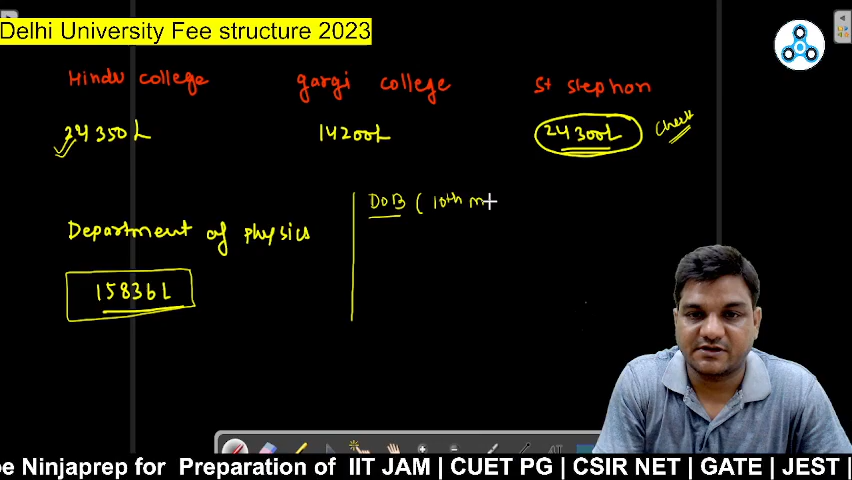 Delhi University Fee structure 2023
Hindu college gargi college st stephon
24350L 14200L 24300L check
Department of physics
15836L
DOB ( 10th m
be Ninjaprep for Preparation of IIT JAM | CUET PG | CSIR NET | GATE | JEST |